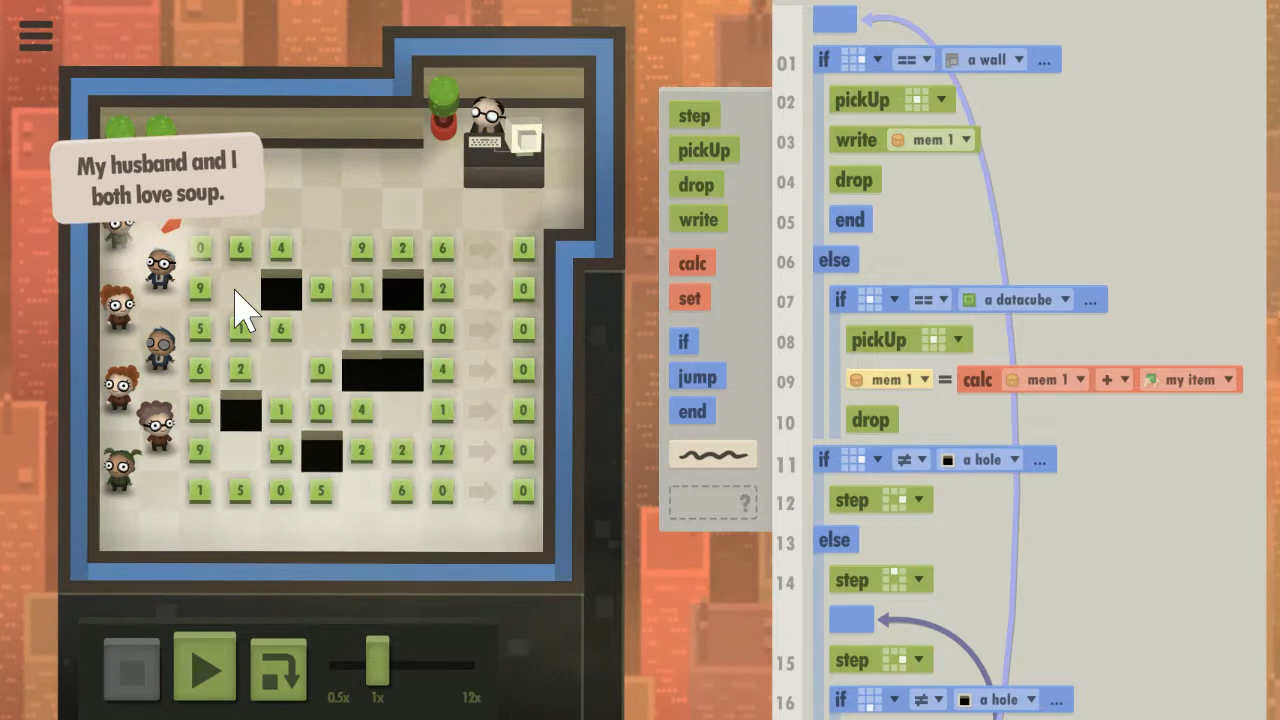 My husband and I
both love soup.
0 6 4 9 2 6 0
9 9 1 2 0
5 1 6 1 9 0 0
6 2 0 4 0
0 1 0 4 1 0
9 9 2 2 7 0
1 5 0 5 6 0 0
0.5x 1x 12x
step
pickUp
drop
write
calc
set
if
jump
end
?
01 if == a wall ...
02 pickUp
03 write mem 1
04 drop
05 end
06 else
07 if == a datacube ...
08 pickUp
09 mem 1 = calc mem 1 + my item
10 drop
11 if ≠ a hole ...
12 step
13 else
14 step
15 step
16 if ≠ a hole ...